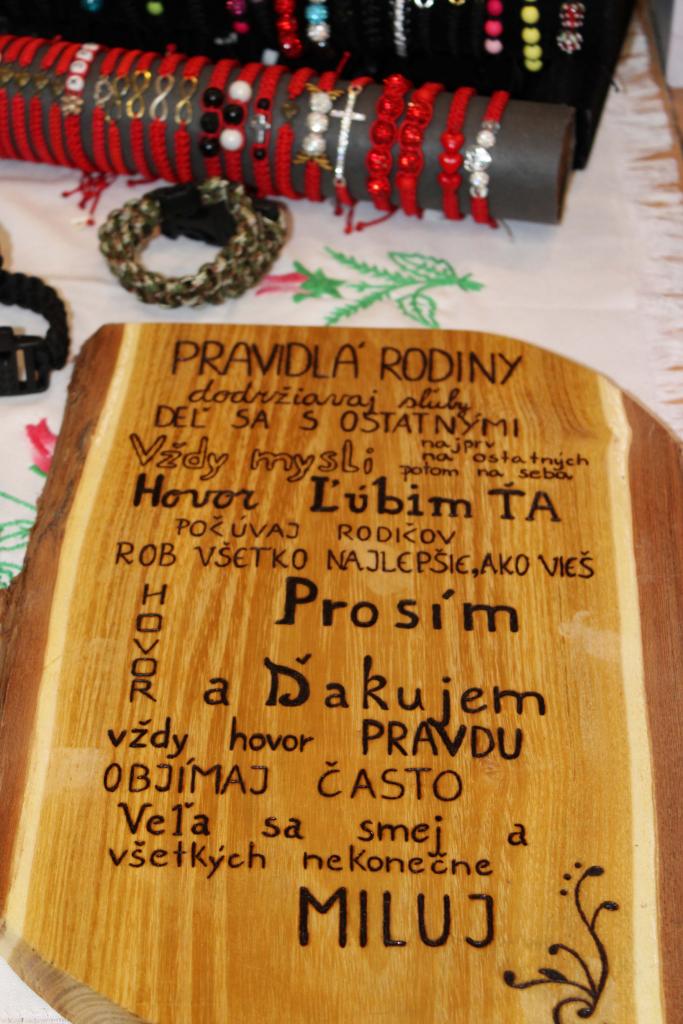 PRAVIDLÁ RODINY
dodržiavaj sľuby
DEĽ SA S OSTATNÝMI
Vždy mysli najprv na ostatných potom na seba
Hovor Ľúbim ŤA
POČÚVAJ RODIČOV
ROB VŠETKO NAJLEPŠIE, AKO VIEŠ
HOVOR Prosím
a Ďakujem
vždy hovor PRAVDU
OBJÍMAJ ČASTO
Veľa sa smej a
všetkých nekonečne
MILUJ